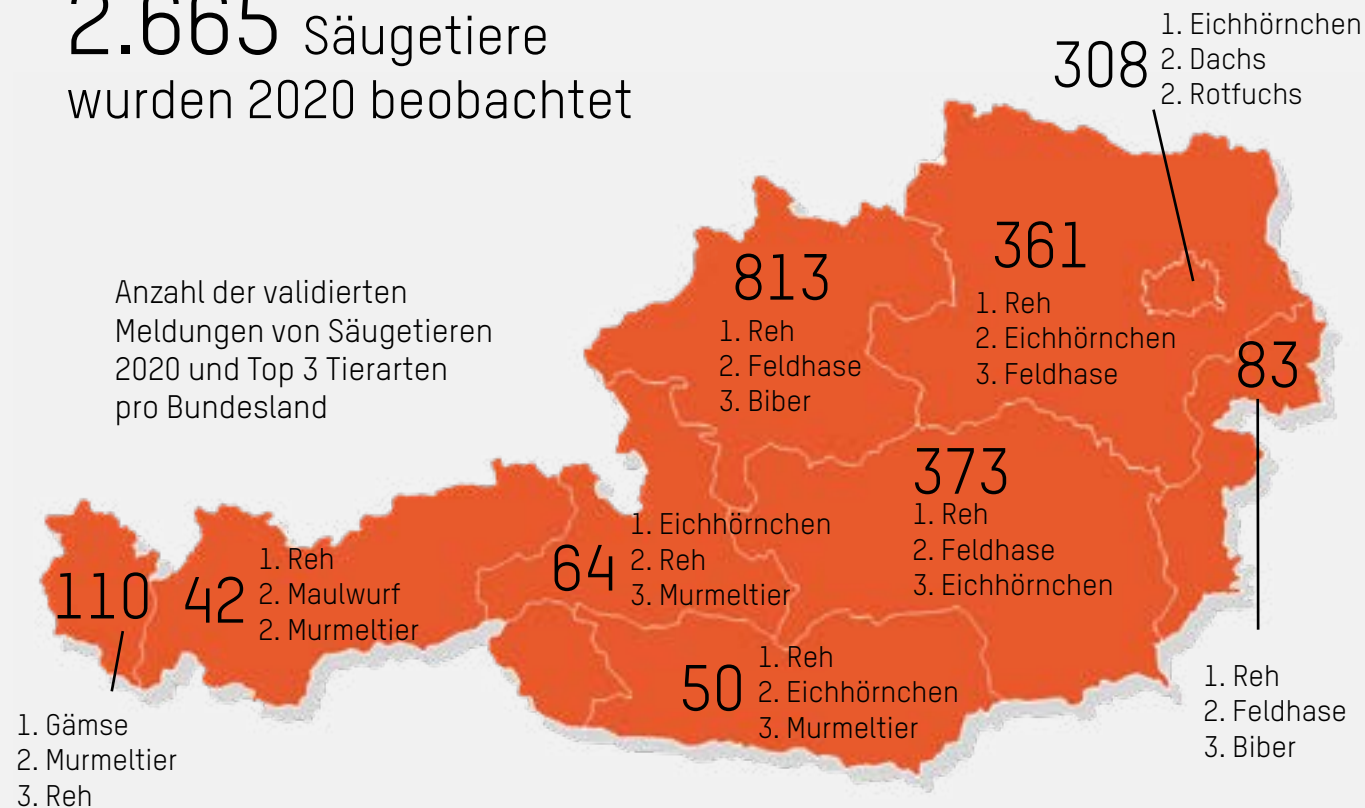 2.665 Säugetiere
wurden 2020 beobachtet
Anzahl der validierten
Meldungen von Säugetieren
2020 und Top 3 Tierarten
pro Bundesland
308
1. Eichhörnchen
2. Dachs
2. Rotfuchs
813
1. Reh
2. Feldhase
3. Biber
361
1. Reh
2. Eichhörnchen
3. Feldhase
83
1. Reh
2. Feldhase
3. Biber
373
1. Reh
2. Feldhase
3. Eichhörnchen
64
1. Eichhörnchen
2. Reh
3. Murmeltier
110
1. Gämse
2. Murmeltier
3. Reh
42
1. Reh
2. Maulwurf
2. Murmeltier
50
1. Reh
2. Eichhörnchen
3. Murmeltier